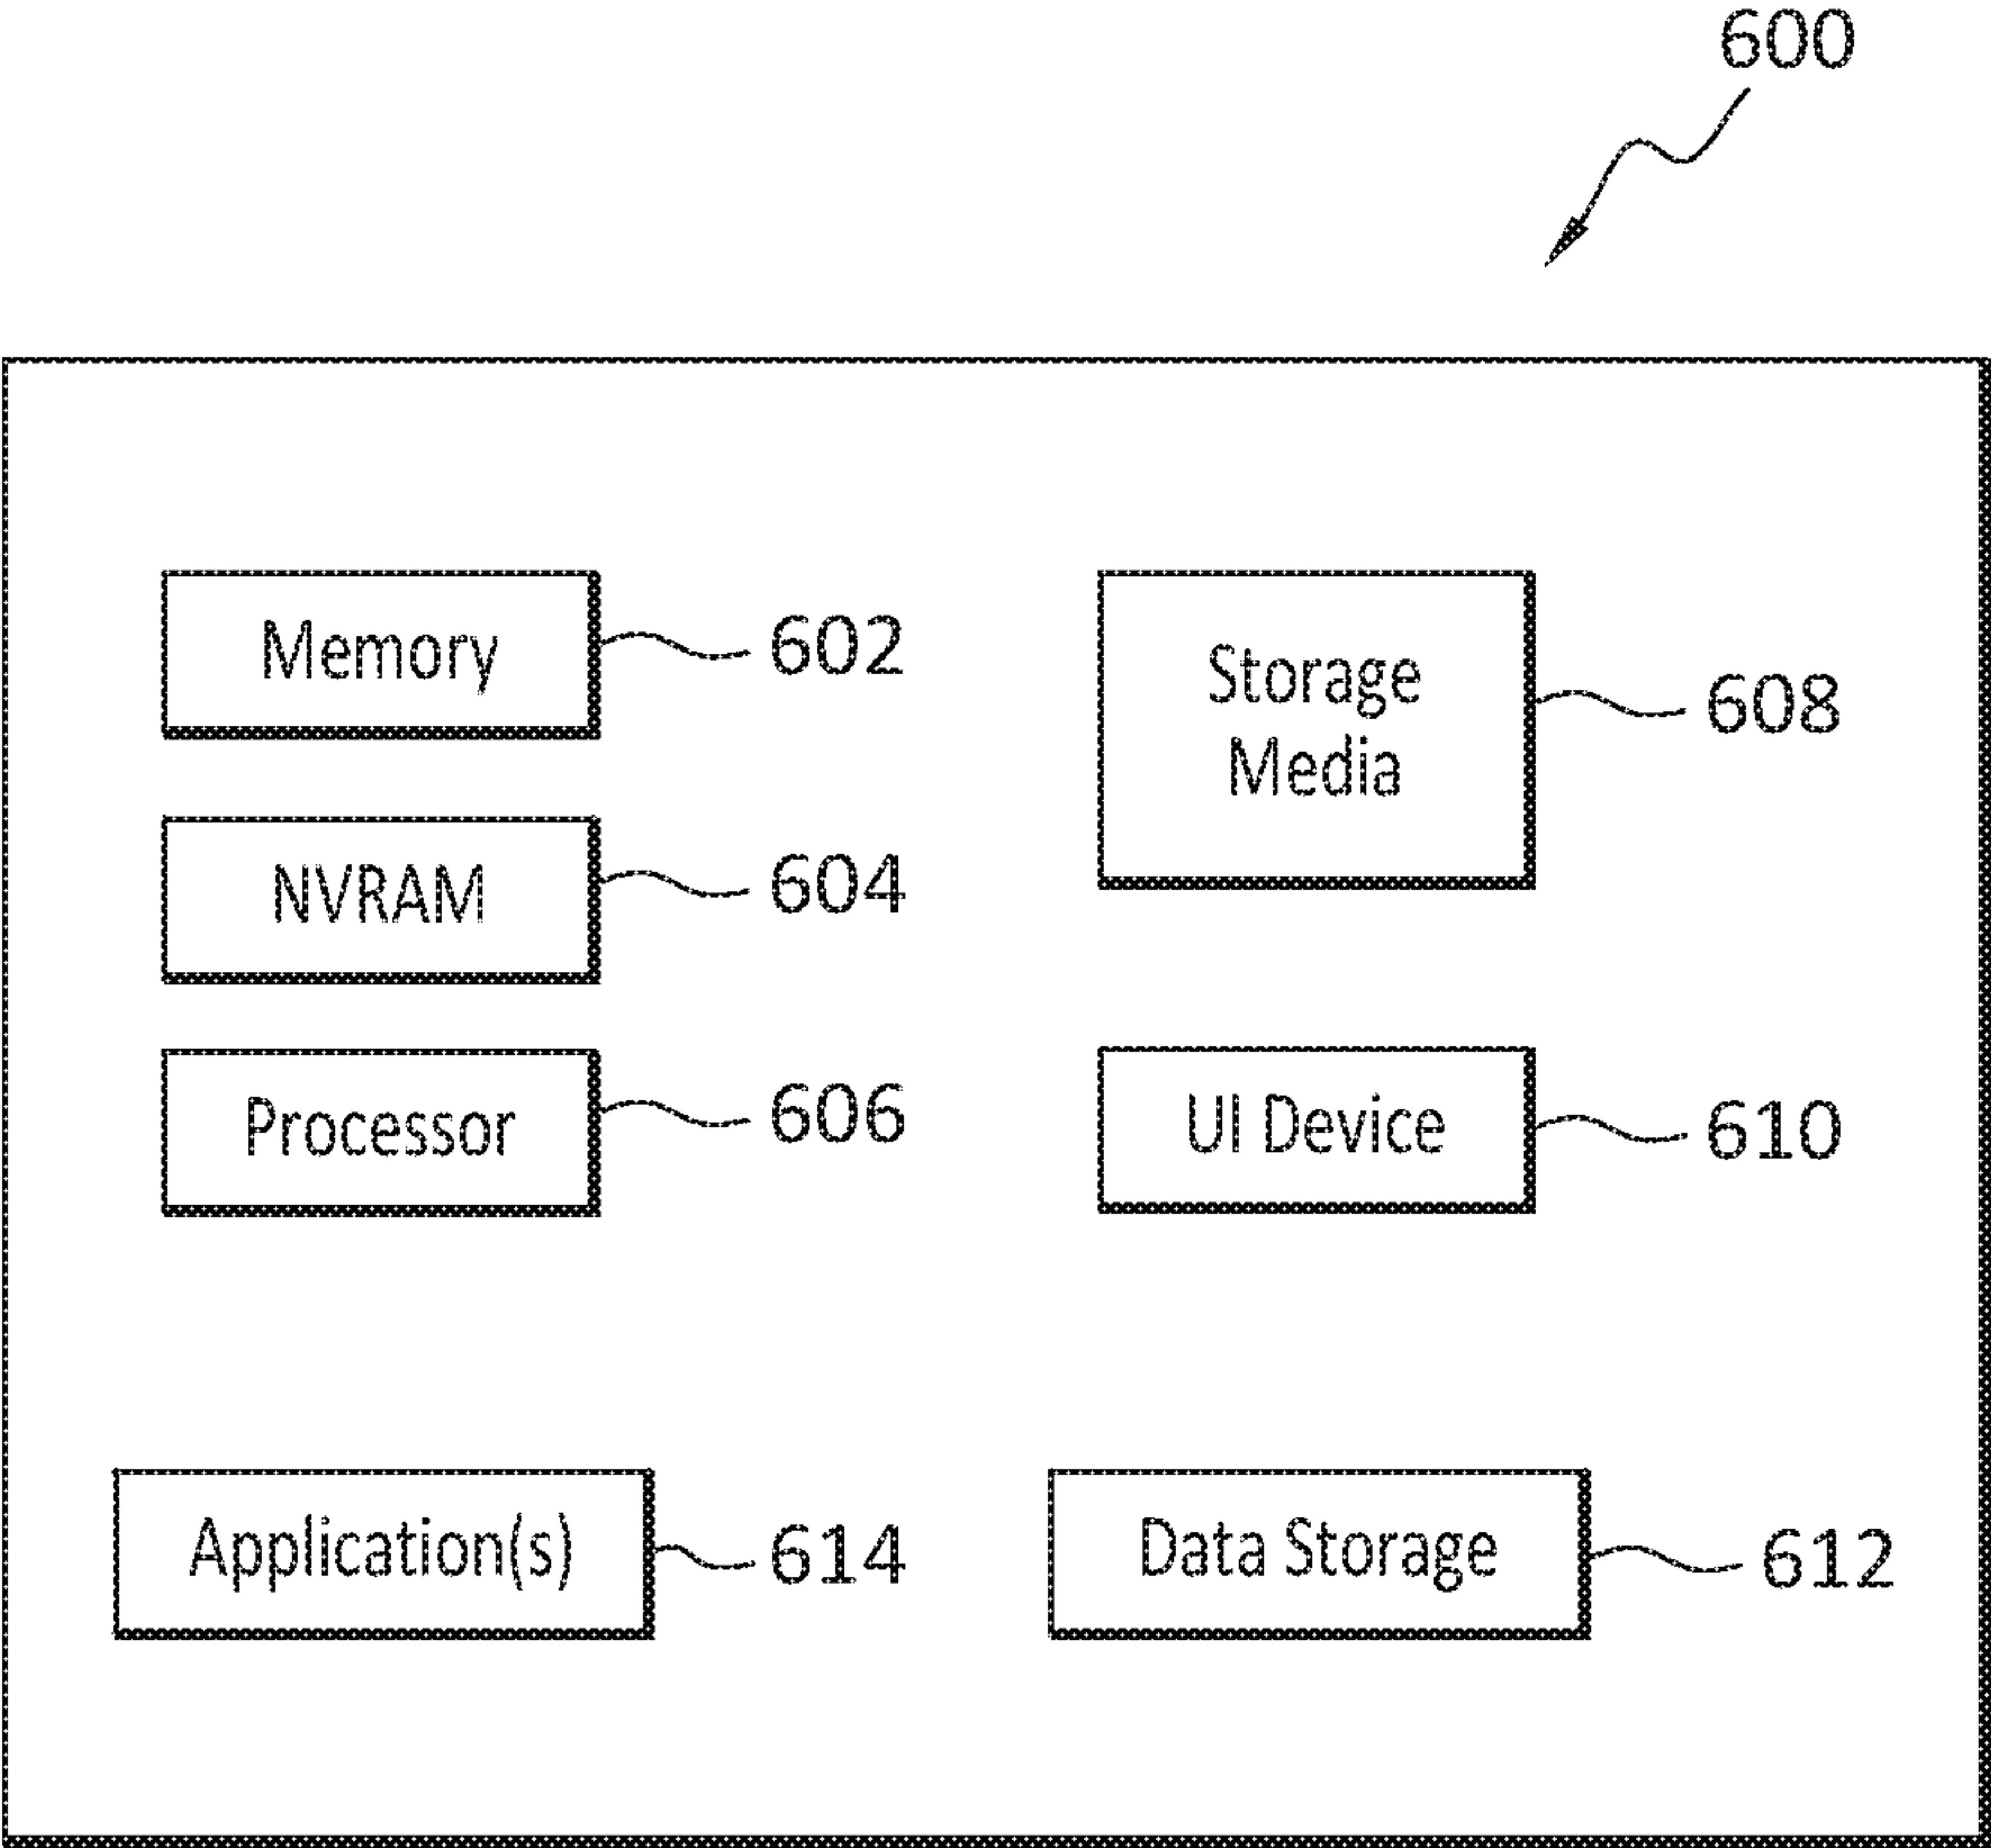 600
Memory
602
Storage
Media
608
NVRAM
604
Processor
606
UI Device
610
Application(s)
614
Data Storage
612